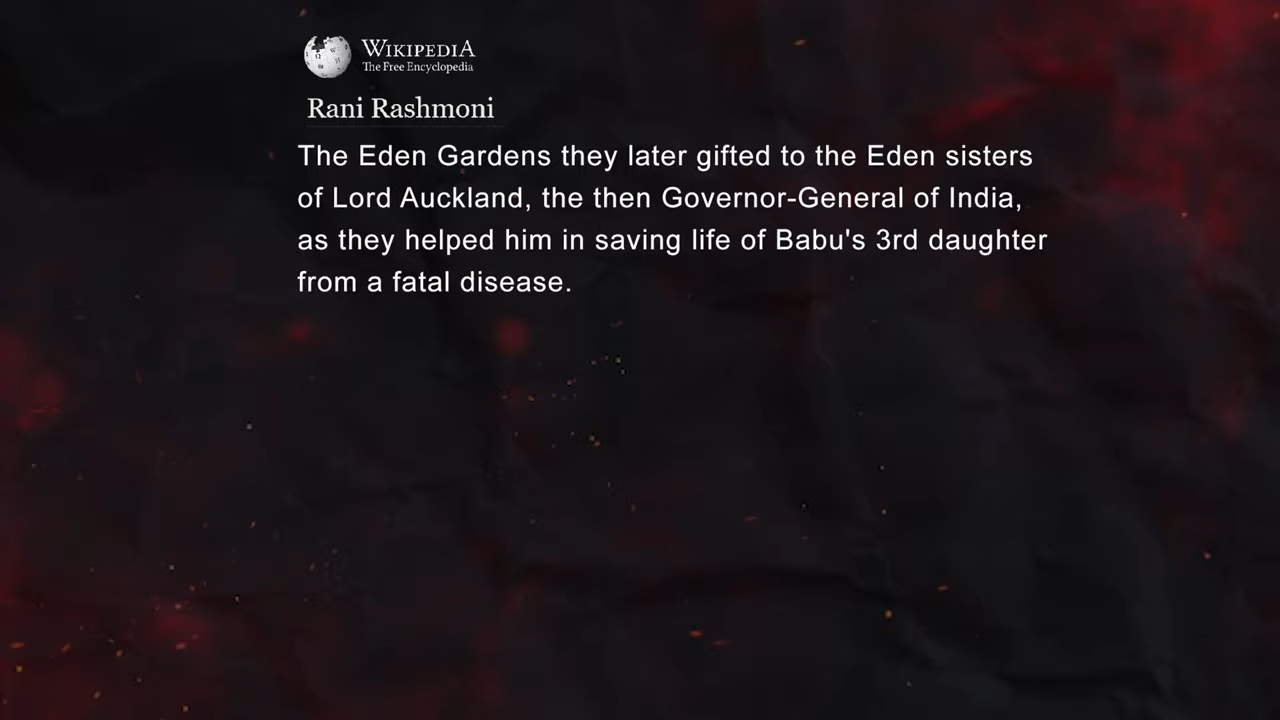 WIKIPEDIA
The Free Encyclopedia
Rani Rashmoni
The Eden Gardens they later gifted to the Eden sisters
of Lord Auckland, the then Governor-General of India,
as they helped him in saving life of Babu's 3rd daughter
from a fatal disease.